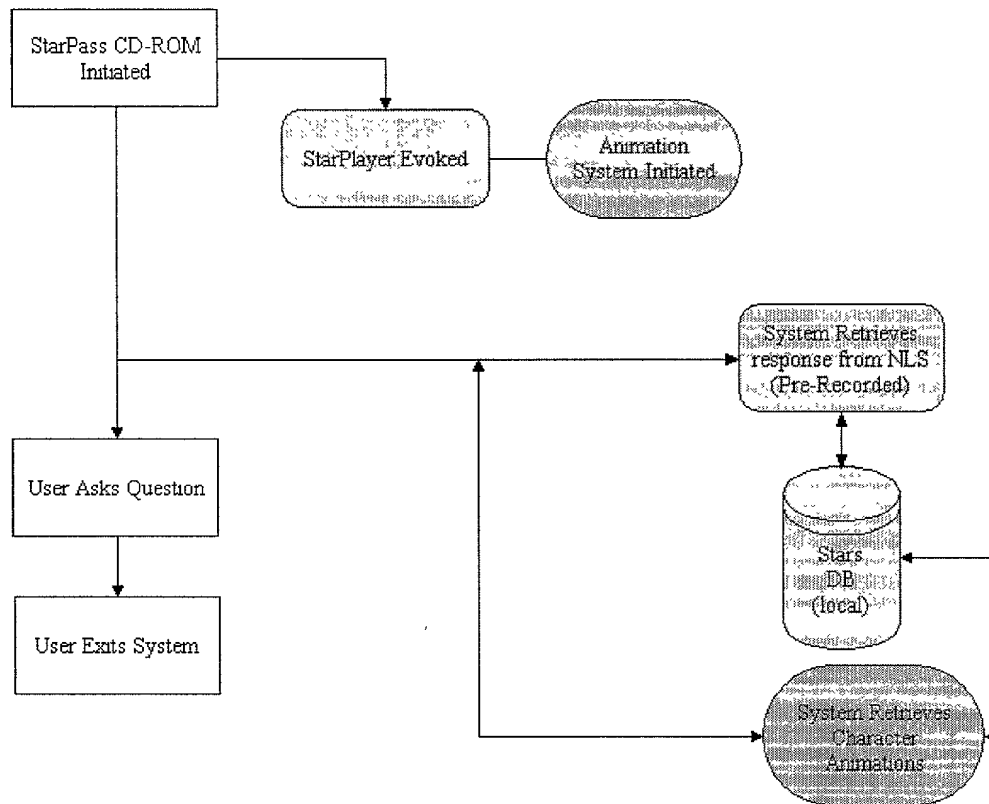 StarPass CD-ROM
Initiated
StarPlayer Evoked
Animation
System Initiated
System Retrieves
response from NLS
(Pre-Recorded)
User Asks Question
Stars
DB
(local)
User Exits System
System Retrieves
Character
Animations